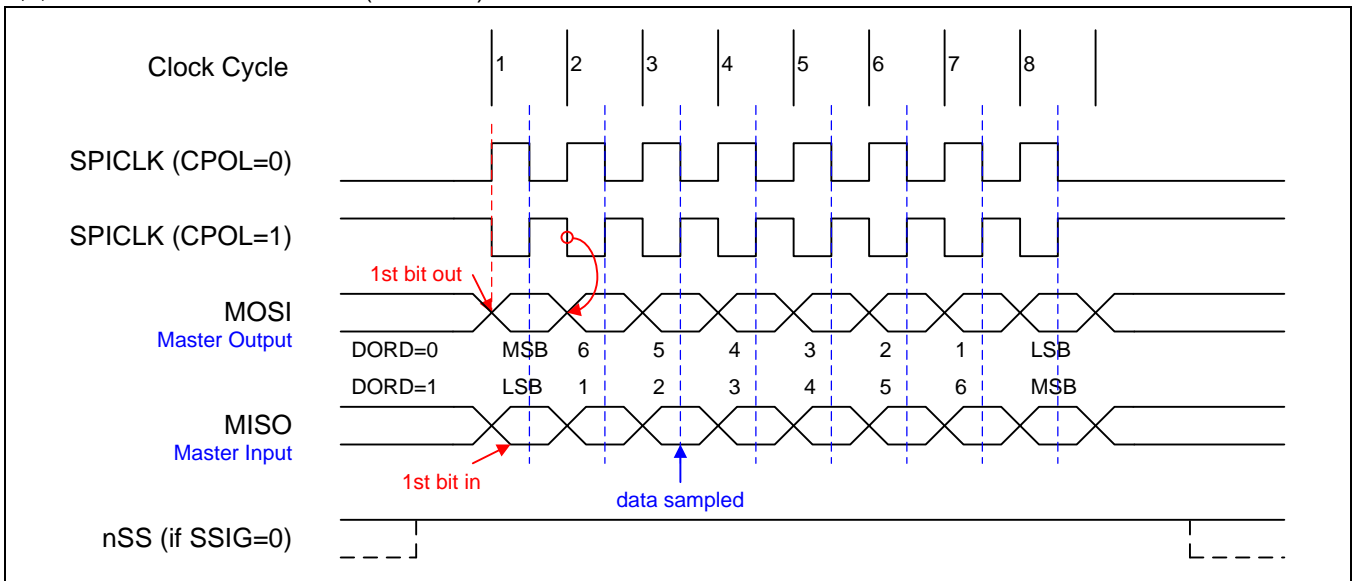 Clock Cycle 1 2 3 4 5 6 7 8
SPICLK (CPOL=0)
SPICLK (CPOL=1)
1st bit out
MOSI
Master Output
DORD=0 MSB 6 5 4 3 2 1 LSB
DORD=1 LSB 1 2 3 4 5 6 MSB
MISO
Master Input
1st bit in
data sampled
nSS (if SSIG=0)